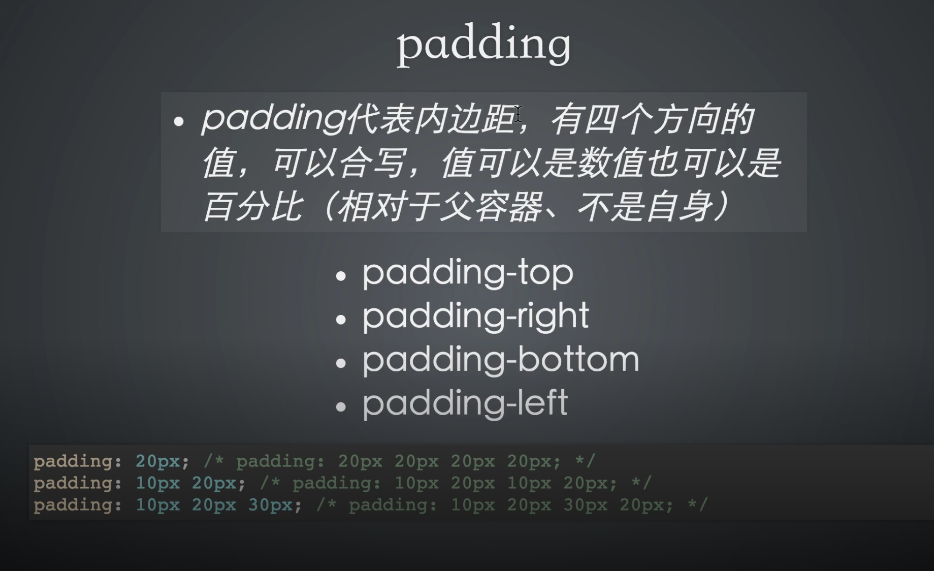 padding
• padding代表内边距，有四个方向的
值，可以合写，值可以是数值也可以是
百分比（相对于父容器、不是自身）
• padding-top
• padding-right
• padding-bottom
• padding-left
padding: 20px; /* padding: 20px 20px 20px 20px; */
padding: 10px 20px; /* padding: 10px 20px 10px 20px; */
padding: 10px 20px 30px; /* padding: 10px 20px 30px 20px; */